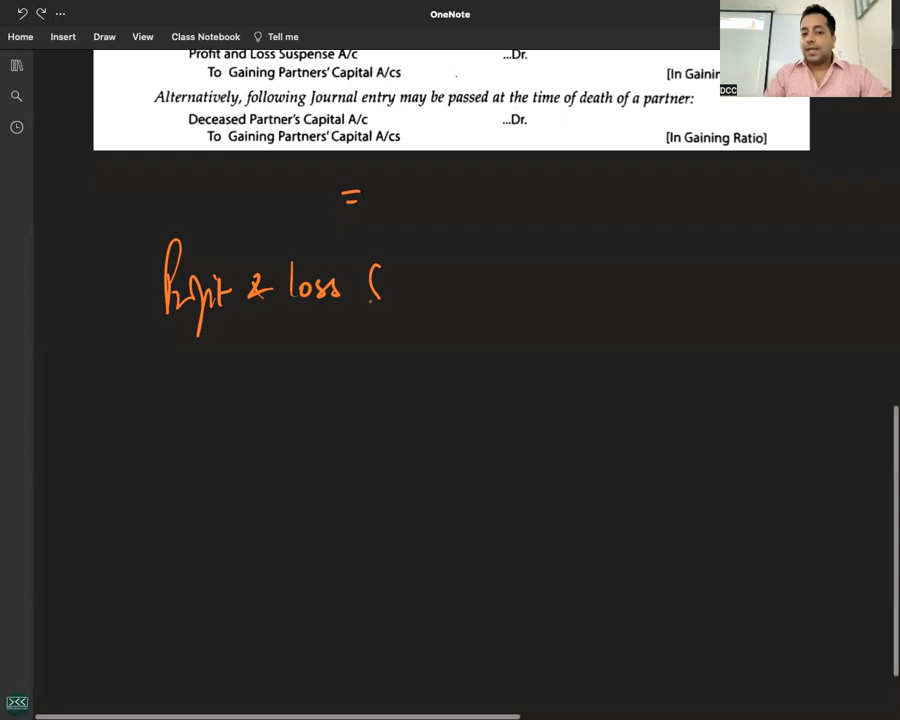 OneNote
Home Insert Draw View Class Notebook Tell me
Profit and Loss Suspense A/c ...Dr.
To Gaining Partners' Capital A/cs [In Gainin
Alternatively, following Journal entry may be passed at the time of death of a partner:
Deceased Partner's Capital A/c ...Dr.
To Gaining Partners' Capital A/cs [In Gaining Ratio]
DCC
=
Profit & loss S